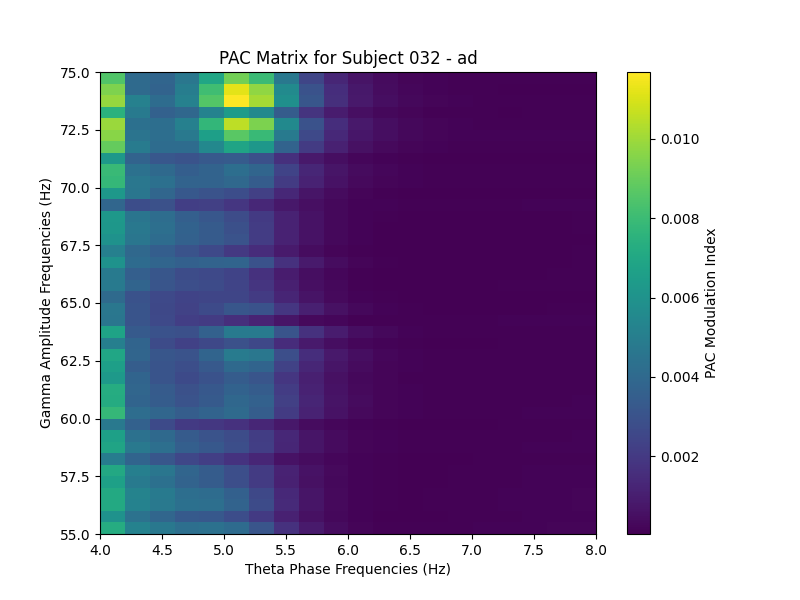 PAC Matrix for Subject 032 - ad
75.0
72.5
70.0
67.5
65.0
62.5
60.0
57.5
55.0
Gamma Amplitude Frequencies (Hz)
4.0 4.5 5.0 5.5 6.0 6.5 7.0 7.5 8.0
Theta Phase Frequencies (Hz)
0.010
0.008
0.006
0.004
0.002
PAC Modulation Index